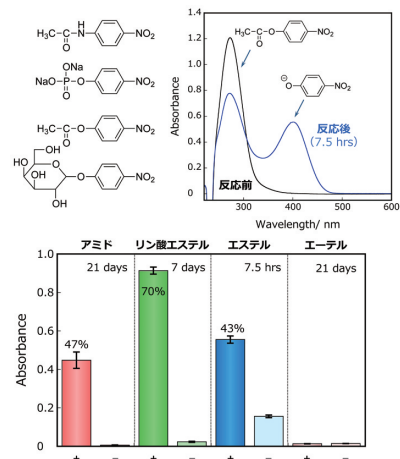 H₃C
O
H
N
NO₂
Na
NaO
O
P
O
O
NO₂
H₃C
O
O
NO₂
OH
OH
OH
OH
O
O
NO₂
Absorbance
1.4
1.2
1.0
0.8
0.6
0.4
0.2
0
300
400
500
600
Wavelength/ nm
H₃C
O
O
NO₂
⊖
O
NO₂
反応後
(7.5 hrs)
反応前
アミド リン酸エステル エステル エーテル
21 days 7 days 7.5 hrs 21 days
Absorbance
1.0
0.8
0.6
0.4
0.2
0
47%
70%
43%
+ − + − + − + −